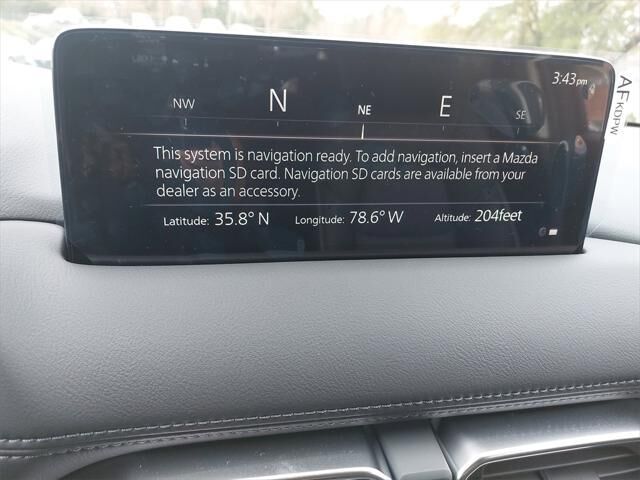 3:43pm
NW N NE E SE
This system is navigation ready. To add navigation, insert a Mazda
navigation SD card. Navigation SD cards are available from your
dealer as an accessory.
Latitude: 35.8° N Longitude: 78.6° W Altitude: 204feet
AFKDPW